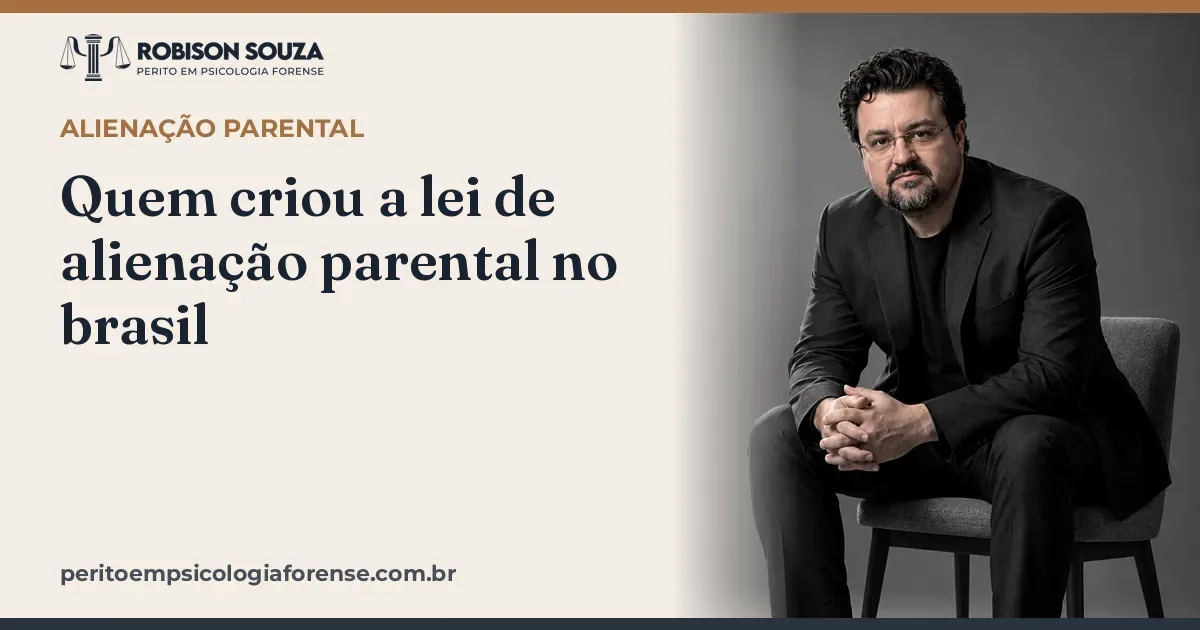 ROBISON SOUZA
PERITO EM PSICOLOGIA FORENSE
ALIENAÇÃO PARENTAL
Quem criou a lei de
alienação parental no
brasil
peritoempsicologiaforense.com.br